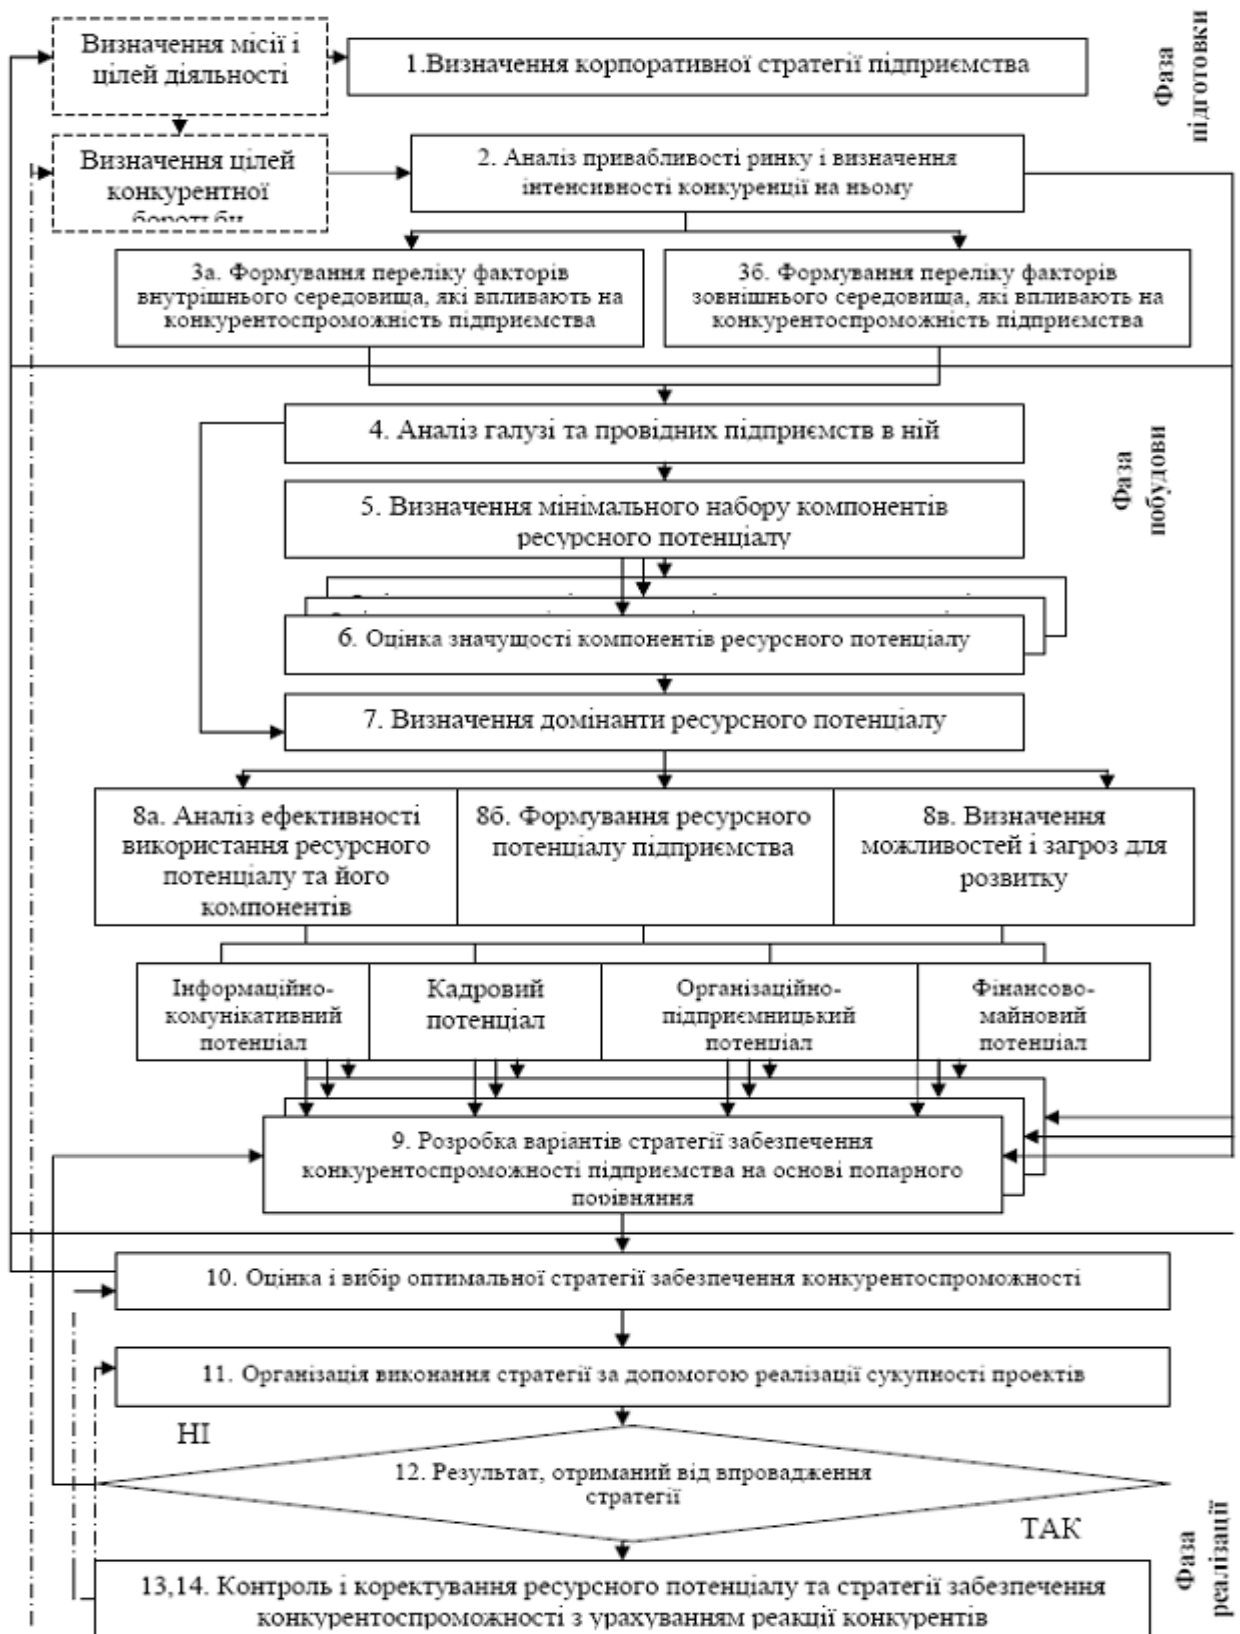 Визначення місії і
цілей діяльності
1.Визначення корпоративної стратегії підприємства
Фаза
підготовки
Визначення цілей
конкурентної
боротьби
2. Аналіз привабливості ринку і визначення
інтенсивності конкуренції на ньому
3а. Формування переліку факторів
внутрішнього середовища, які впливають на
конкурентоспроможність підприємства
3б. Формування переліку факторів
зовнішнього середовища, які впливають на
конкурентоспроможність підприємства
4. Аналіз галузі та провідних підприємств в ній
Фаза
побудови
5. Визначення мінімального набору компонентів
ресурсного потенціалу
6. Оцінка значущості компонентів ресурсного потенціалу
7. Визначення домінанти ресурсного потенціалу
8а. Аналіз ефективності
використання ресурсного
потенціалу та його
компонентів
8б. Формування ресурсного
потенціалу підприємства
8в. Визначення
можливостей і загроз для
розвитку
Інформаційно-
комунікативний
потенціал
Кадровий
потенціал
Організаційно-
підприємницький
потенціал
Фінансово-
майновий
потенціал
9. Розробка варіантів стратегії забезпечення
конкурентоспроможності підприємства на основі попарного
порівняння
10. Оцінка і вибір оптимальної стратегії забезпечення конкурентоспроможності
11. Організація виконання стратегії за допомогою реалізації сукупності проектів
НІ
12. Результат, отриманий від впровадження
стратегії
ТАК
Фаза
реалізації
13,14. Контроль і коректування ресурсного потенціалу та стратегії забезпечення
конкурентоспроможності з урахуванням реакції конкурентів